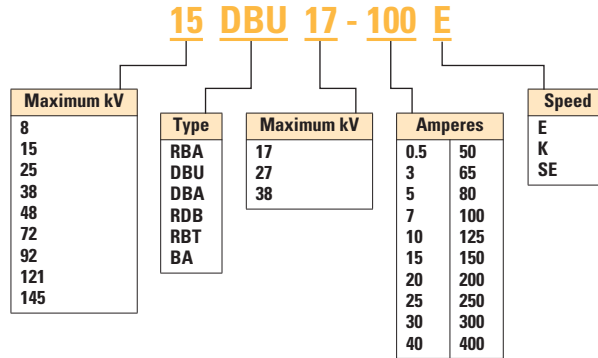 15 DBU 17 - 100 E
Maximum kV
8
15
25
38
48
72
92
121
145
Type
RBA
DBU
DBA
RDB
RBT
BA
Maximum kV
17
27
38
Amperes
0.5 50
3 65
5 80
7 100
10 125
15 150
20 200
25 250
30 300
40 400
Speed
E
K
SE